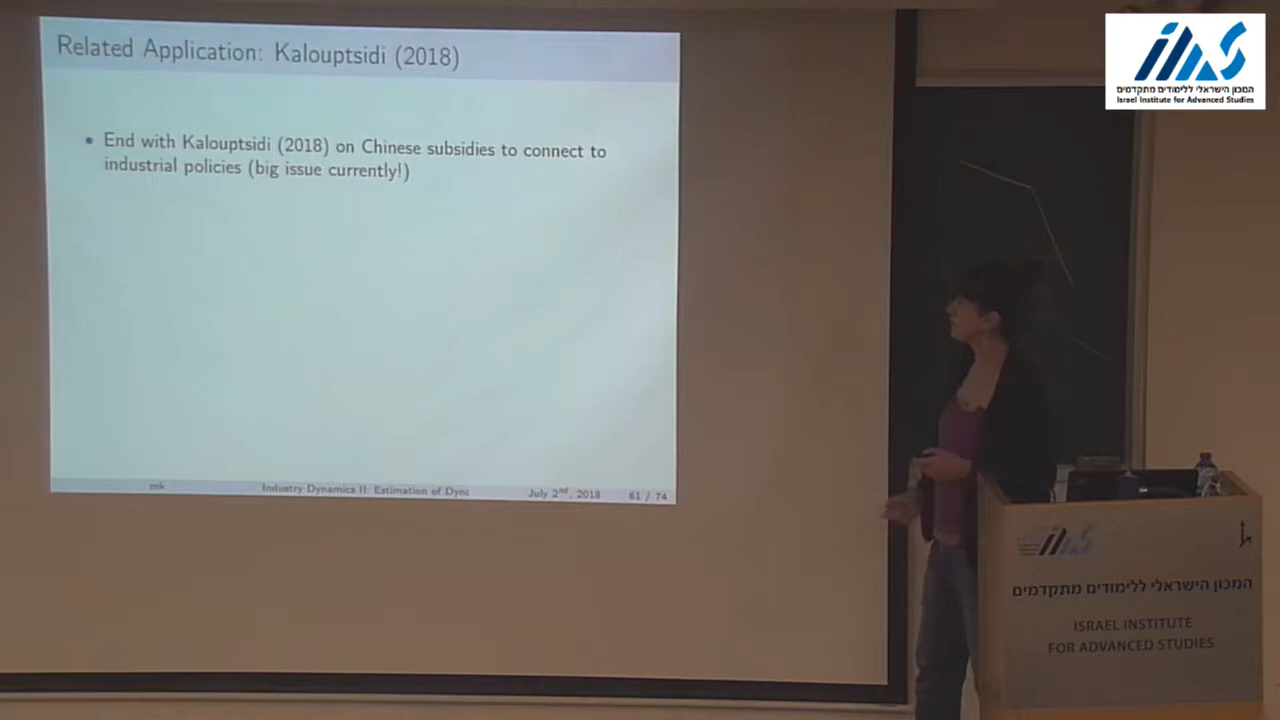 Related Application: Kalouptsidi (2018)
• End with Kalouptsidi (2018) on Chinese subsidies to connect to
industrial policies (big issue currently!)
mk
Industry Dynamics II: Estimation of Dyna
July 2nd, 2018
61 / 74
המכון הישראלי ללימודים מתקדמים
Israel Institute for Advanced Studies
המכון הישראלי ללימודים מתקדמים
ISRAEL INSTITUTE
FOR ADVANCED STUDIES